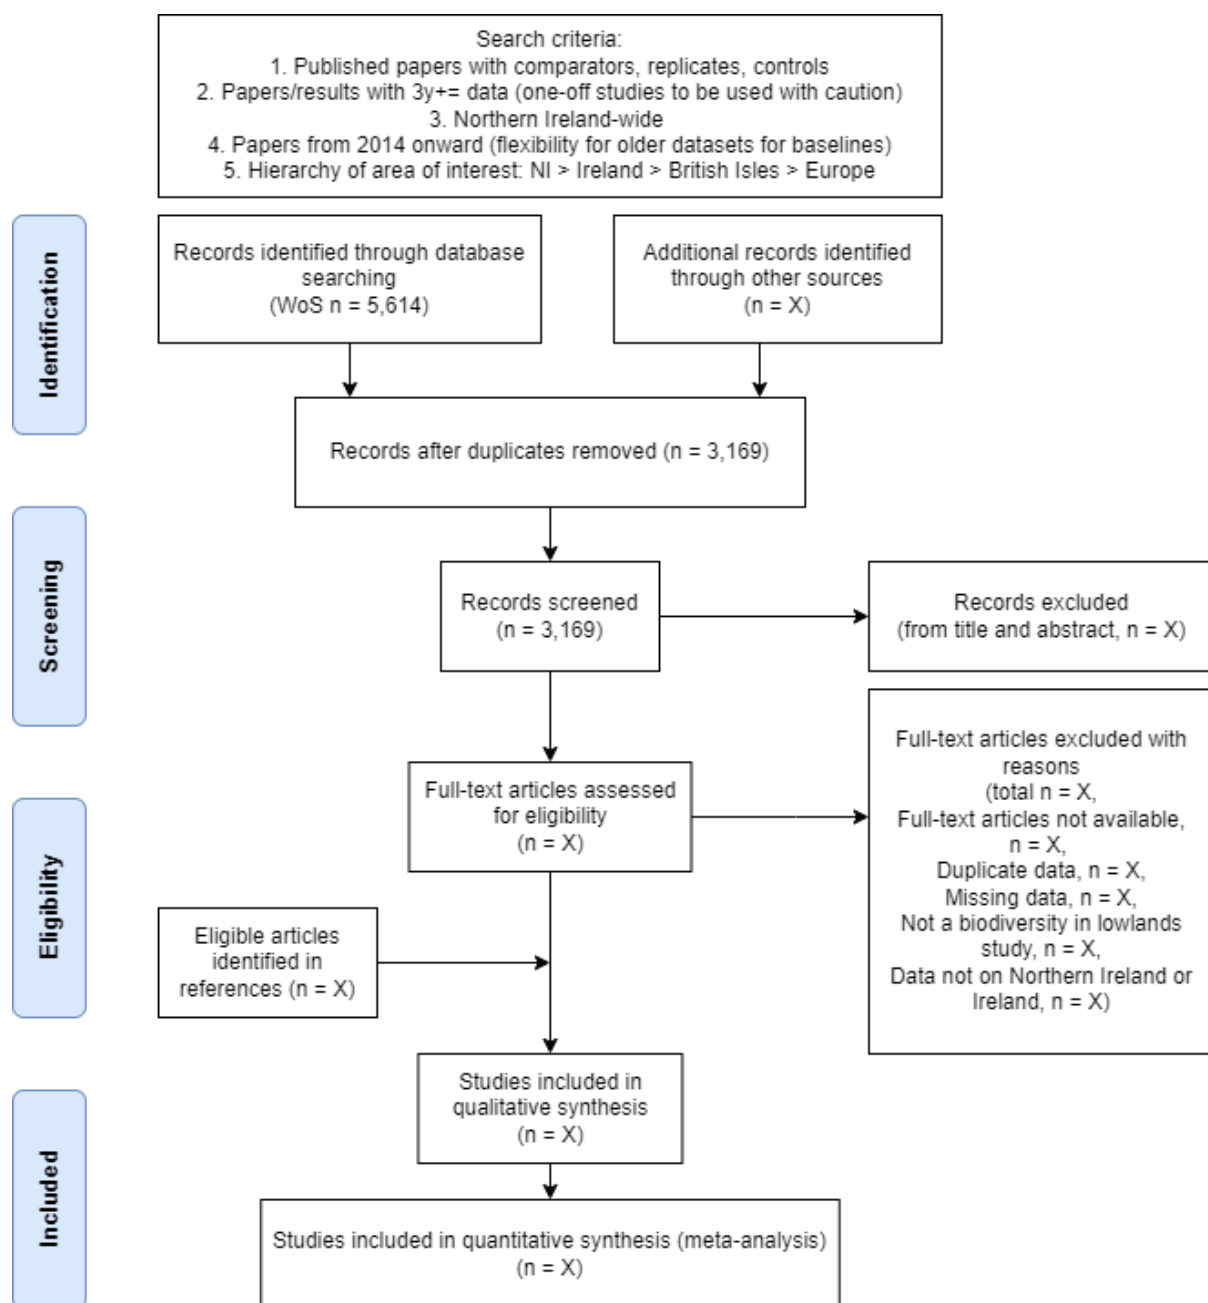 Search criteria:
1. Published papers with comparators, replicates, controls
2. Papers/results with 3y+= data (one-off studies to be used with caution)
3. Northern Ireland-wide
4. Papers from 2014 onward (flexibility for older datasets for baselines)
5. Hierarchy of area of interest: NI > Ireland > British Isles > Europe
Identification
Records identified through database
searching
(WoS n = 5,614)
Additional records identified
through other sources
(n = X)
Records after duplicates removed (n = 3,169)
Screening
Records screened
(n = 3,169)
Records excluded
(from title and abstract, n = X)
Eligibility
Full-text articles assessed
for eligibility
(n = X)
Full-text articles excluded with
reasons
(total n = X,
Full-text articles not available,
n = X,
Duplicate data, n = X,
Missing data, n = X,
Not a biodiversity in lowlands
study, n = X,
Data not on Northern Ireland or
Ireland, n = X)
Eligible articles
identified in
references (n = X)
Included
Studies included in
qualitative synthesis
(n = X)
Studies included in quantitative synthesis (meta-analysis)
(n = X)